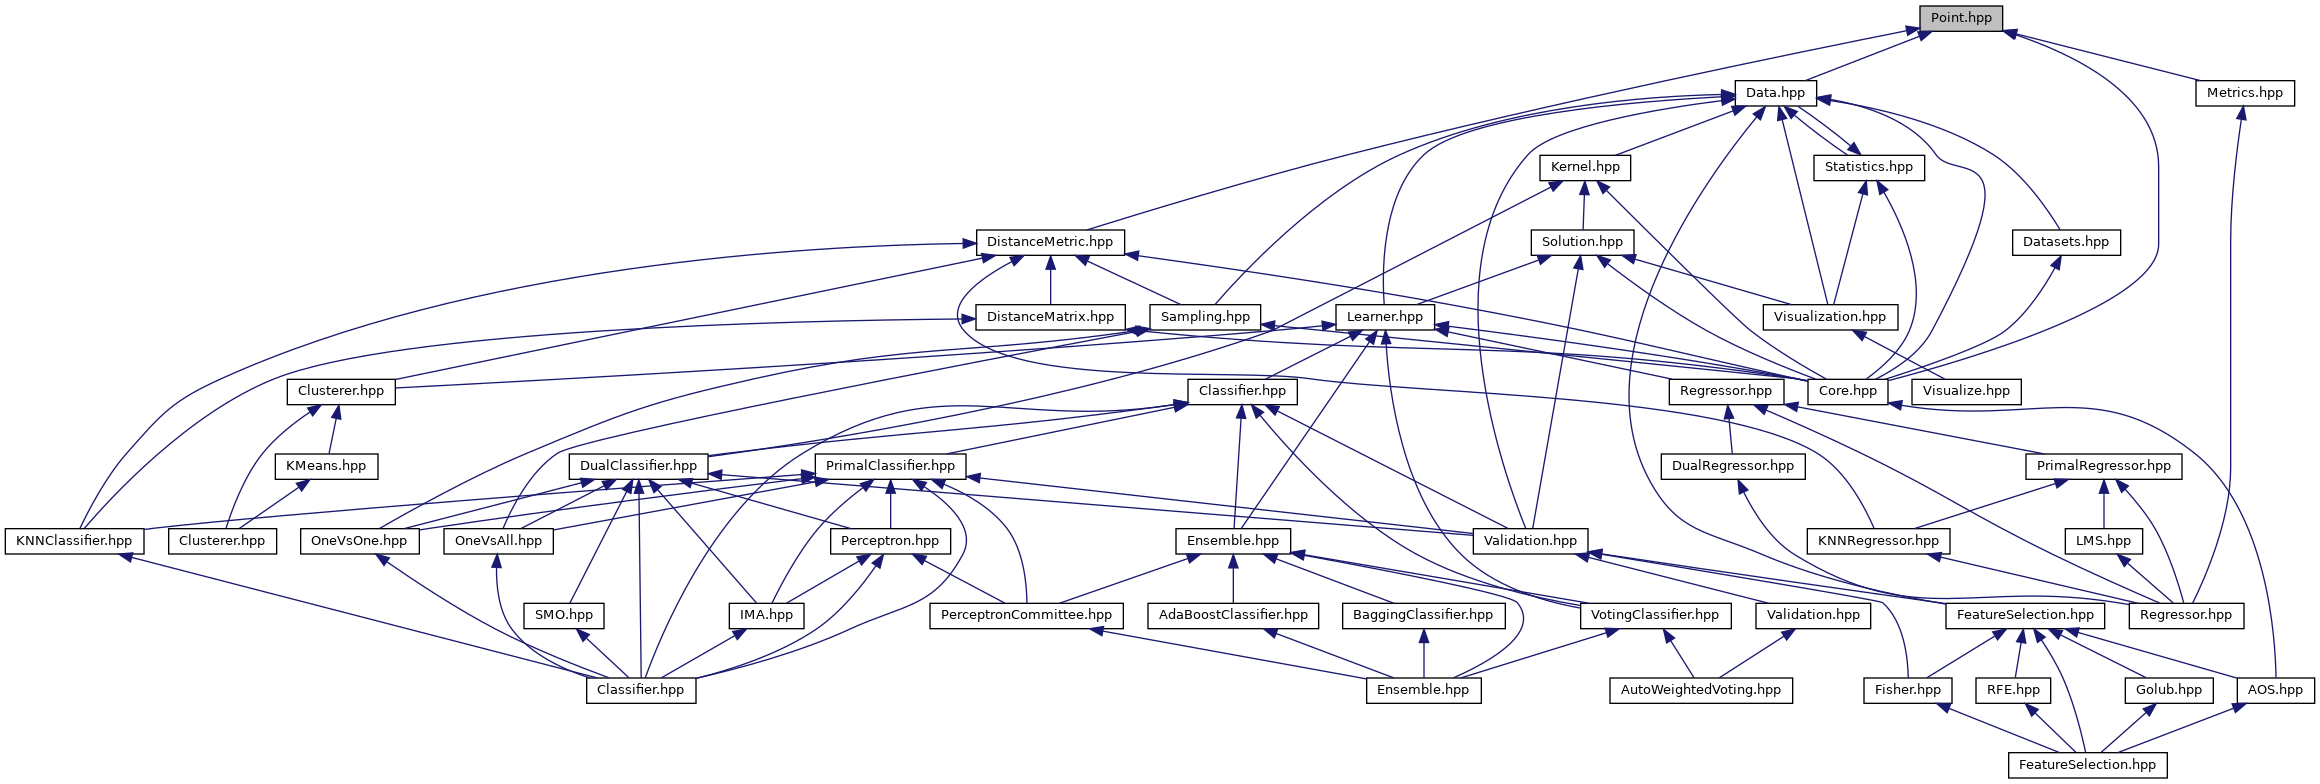 Point.hpp
Data.hpp
Metrics.hpp
Kernel.hpp
Statistics.hpp
DistanceMetric.hpp
Solution.hpp
Datasets.hpp
DistanceMatrix.hpp
Sampling.hpp
Learner.hpp
Visualization.hpp
Clusterer.hpp
Classifier.hpp
Regressor.hpp
Core.hpp
Visualize.hpp
KMeans.hpp
DualClassifier.hpp
PrimalClassifier.hpp
DualRegressor.hpp
PrimalRegressor.hpp
KNNClassifier.hpp
Clusterer.hpp
OneVsOne.hpp
OneVsAll.hpp
Perceptron.hpp
Ensemble.hpp
Validation.hpp
KNNRegressor.hpp
LMS.hpp
SMO.hpp
IMA.hpp
PerceptronCommittee.hpp
AdaBoostClassifier.hpp
BaggingClassifier.hpp
VotingClassifier.hpp
Validation.hpp
FeatureSelection.hpp
Regressor.hpp
Classifier.hpp
Ensemble.hpp
AutoWeightedVoting.hpp
Fisher.hpp
RFE.hpp
Golub.hpp
AOS.hpp
FeatureSelection.hpp